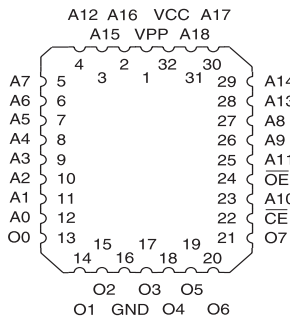 A12 A16 VCC A17
A15 VPP A18
4 3 2 1 32 31 30
A7 5 29 A14
A6 6 28 A13
A5 7 27 A8
A4 8 26 A9
A3 9 25 A11
A2 10 24 OE
A1 11 23 A10
A0 12 22 CE
O0 13 21 O7
14 15 16 17 18 19 20
O2 O3 O5
O1 GND O4 O6